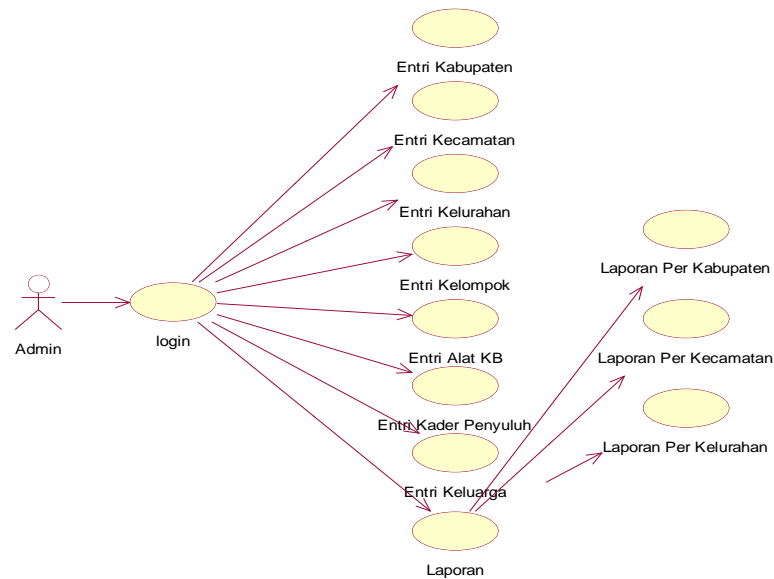 Entri Kabupaten
Entri Kecamatan
Entri Kelurahan
Entri Kelompok
Entri Alat KB
Entri Kader Penyuluh
Entri Keluarga
Laporan
Admin
login
Laporan Per Kabupaten
Laporan Per Kecamatan
Laporan Per Kelurahan